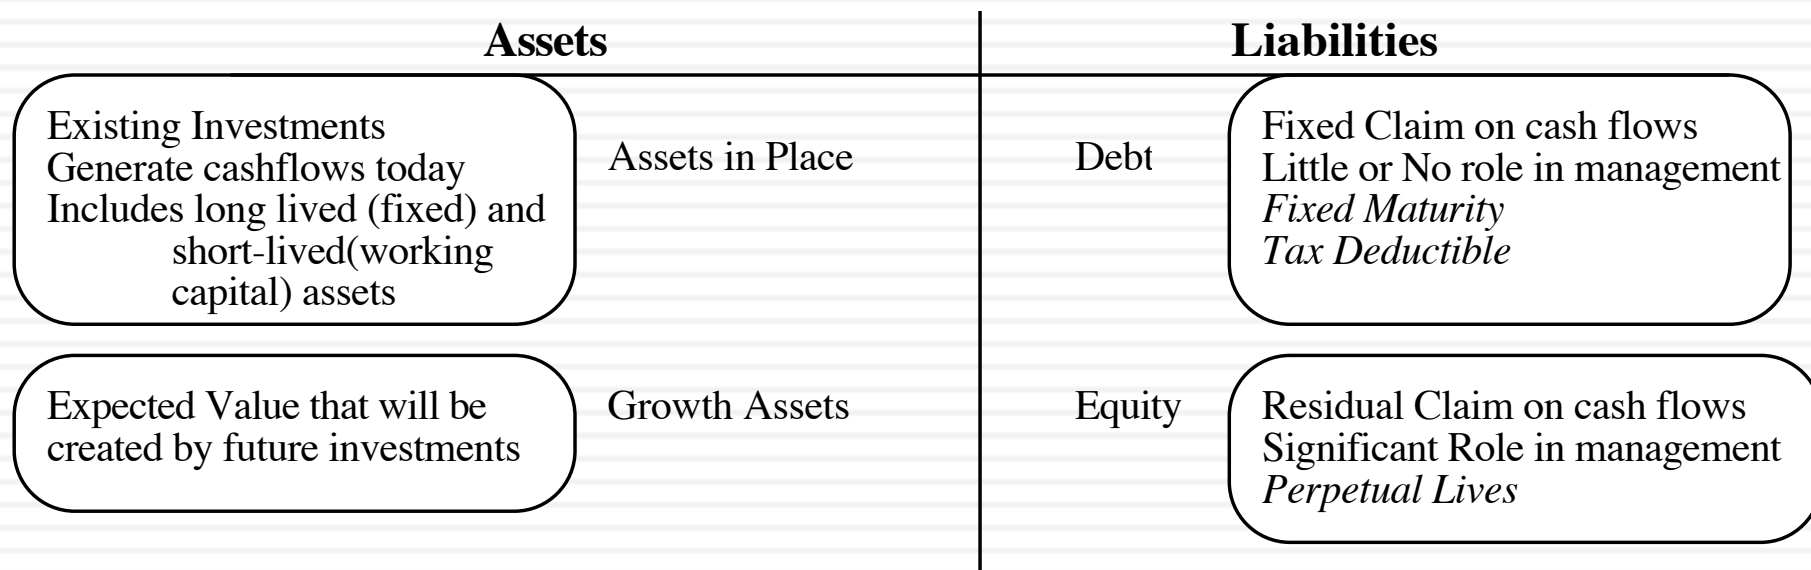 Assets
Liabilities
Existing Investments
Generate cashflows today
Includes long lived (fixed) and
short-lived(working
capital) assets
Assets in Place
Debt
Fixed Claim on cash flows
Little or No role in management
Fixed Maturity
Tax Deductible
Expected Value that will be
created by future investments
Growth Assets
Equity
Residual Claim on cash flows
Significant Role in management
Perpetual Lives